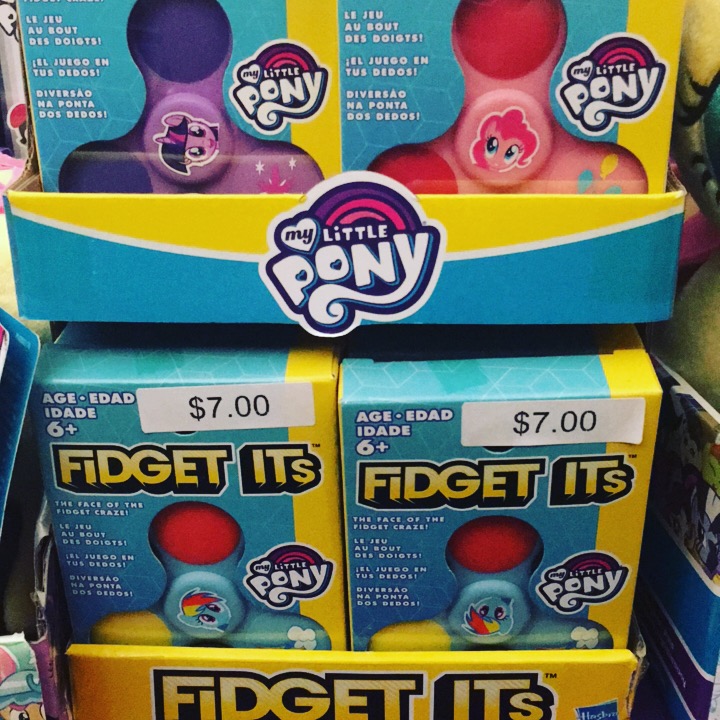 LE JEU
AU BOUT
DES DOIGTS!
¡EL JUEGO EN
TUS DEDOS!
DIVERSÃO
NA PONTA
DOS DEDOS!
my LiTTLE
PONY
LE JEU
AU BOUT
DES DOIGTS!
¡EL JUEGO EN
TUS DEDOS!
DIVERSÃO
NA PONTA
DOS DEDOS!
my LiTTLE
PONY
my LiTTLE
PONY
AGE • EDAD
IDADE
6+
$7.00
FiDGET ITs™
THE FACE OF THE
FIDGET CRAZE!
LE JEU
AU BOUT
DES DOIGTS!
¡EL JUEGO EN
TUS DEDOS!
DIVERSÃO
NA PONTA
DOS DEDOS!
my LiTTLE
PONY
AGE • EDAD
IDADE
6+
$7.00
FiDGET ITs™
THE FACE OF THE
FIDGET CRAZE!
LE JEU
AU BOUT
DES DOIGTS!
¡EL JUEGO EN
TUS DEDOS!
DIVERSÃO
NA PONTA
DOS DEDOS!
my LiTTLE
PONY
FiDGET ITs™
Hasbro